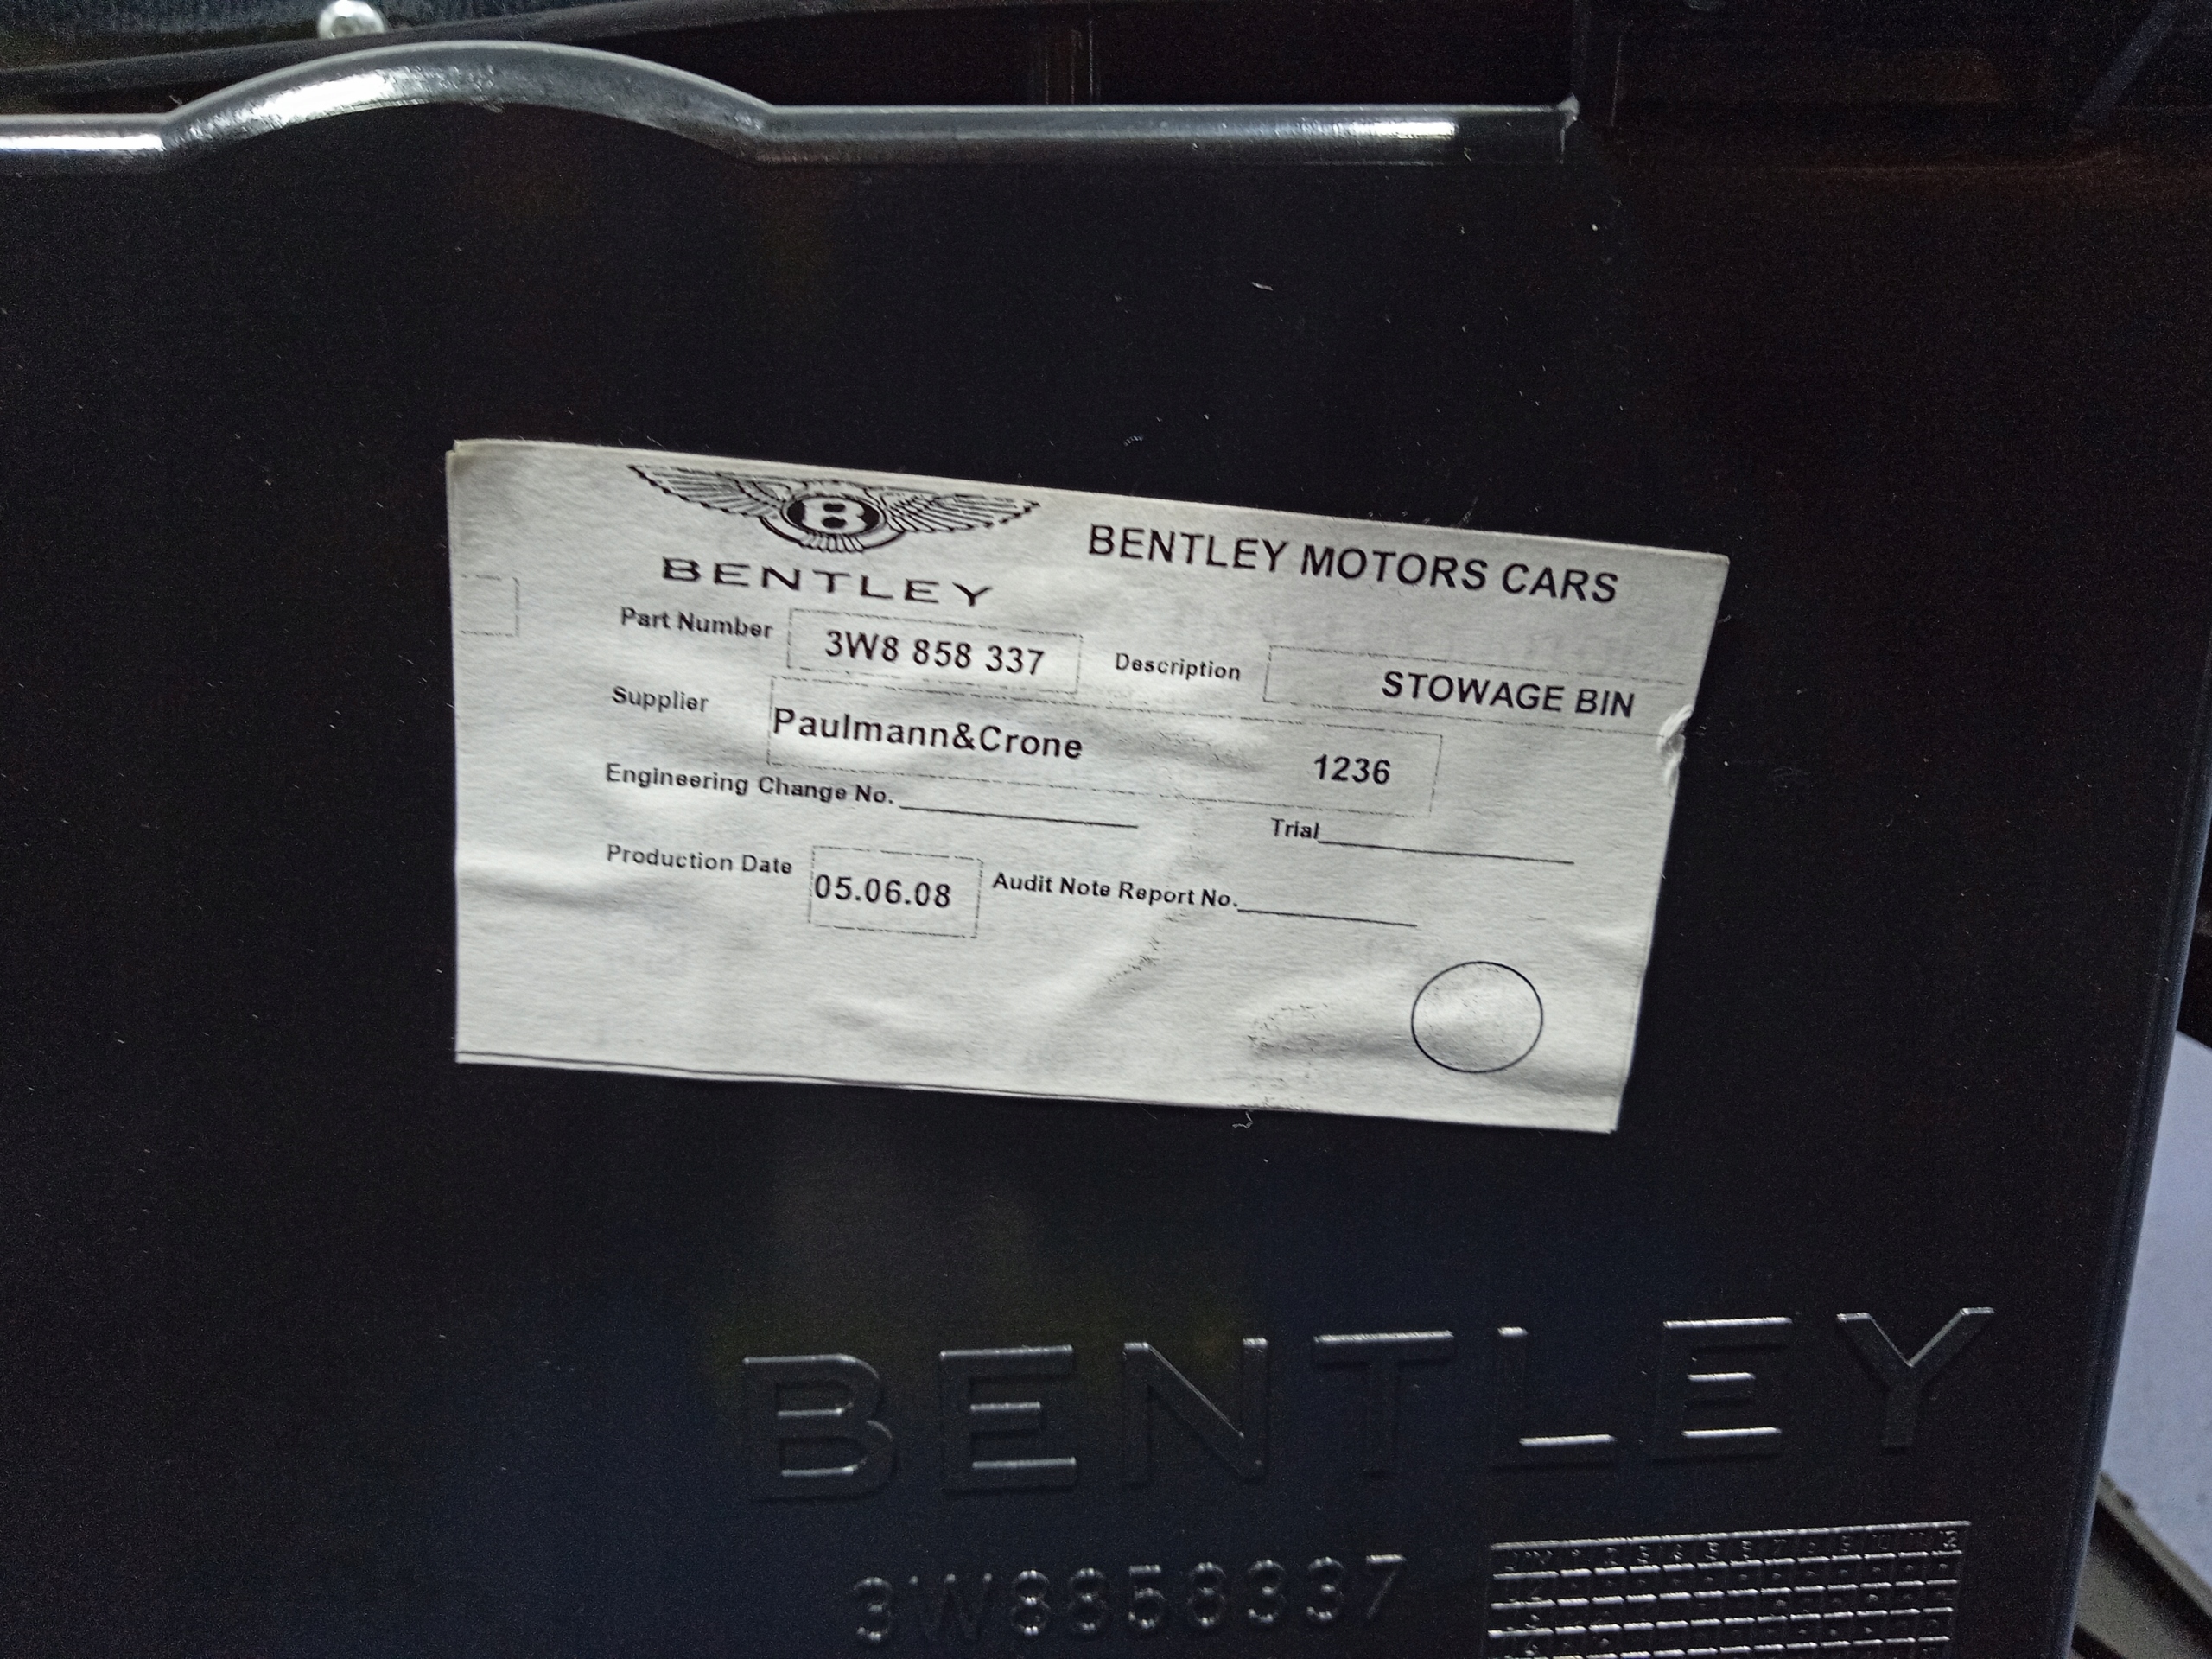 B
BENTLEY
BENTLEY MOTORS CARS
Part Number 3W8 858 337 Description STOWAGE BIN
Supplier Paulmann&Crone 1236
Engineering Change No. Trial
Production Date 05.06.08 Audit Note Report No.
BENTLEY
3W8858337